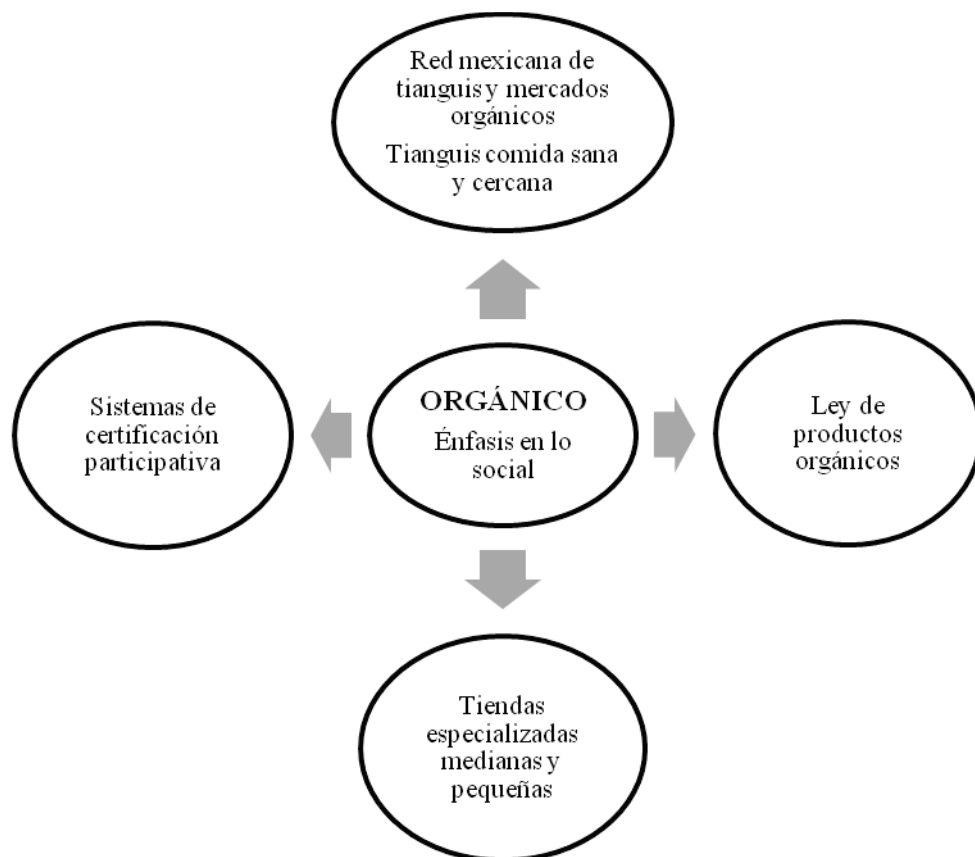 Red mexicana de
tianguis y mercados
orgánicos
Tianguis comida sana
y cercana
Sistemas de
certificación
participativa
ORGÁNICO
Énfasis en lo
social
Ley de
productos
orgánicos
Tiendas
especializadas
medianas y
pequeñas